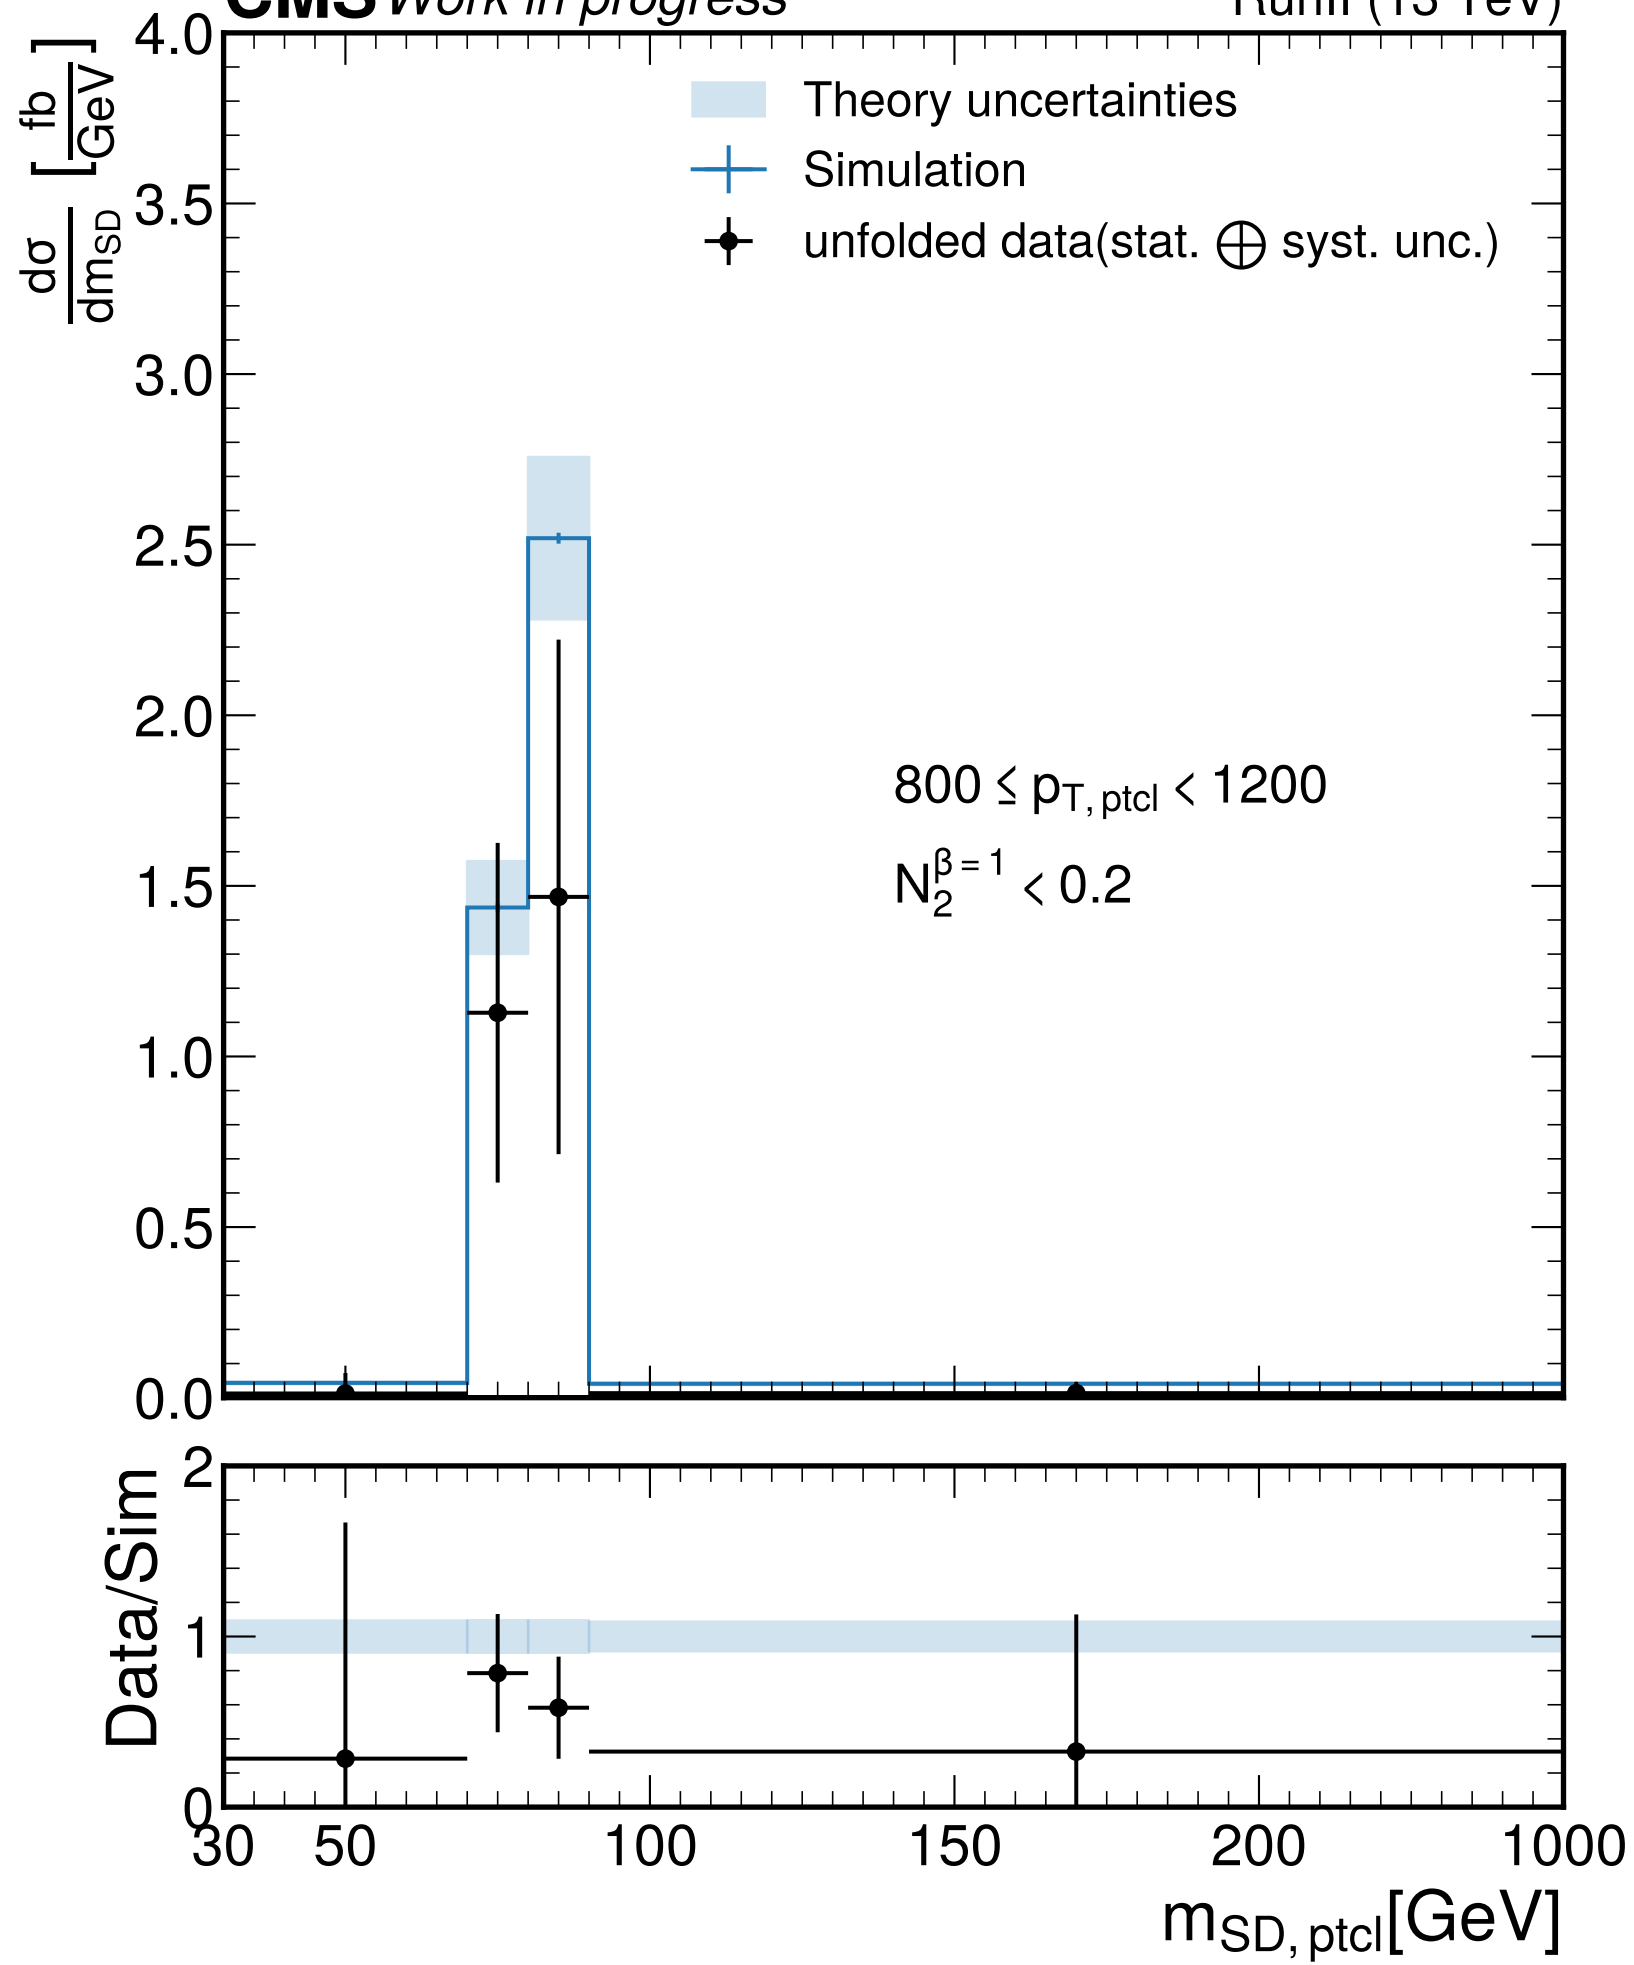 CMS Work in progress RunII (13 TeV)
dσ/dm_SD [fb/GeV]
4.0
3.5
3.0
2.5
2.0
1.5
1.0
0.5
0.0
Theory uncertainties
Simulation
unfolded data(stat. ⨁ syst. unc.)
800 ≤ p_T, ptcl < 1200
N_2^β = 1 < 0.2
Data/Sim
2
1
0
30 50 100 150 200 1000
m_SD, ptcl[GeV]